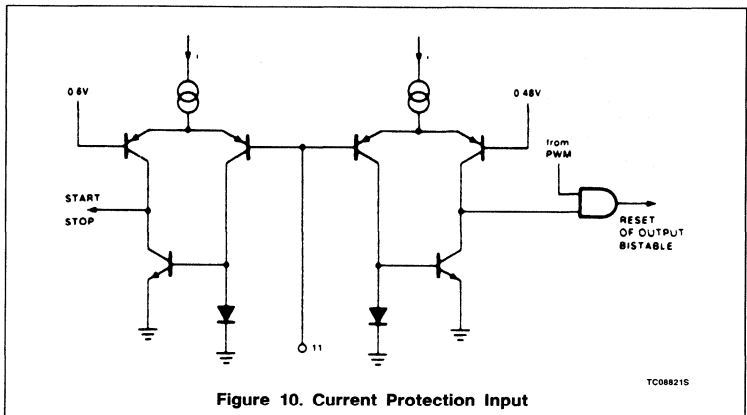 I
I
0 6V
0 48V
from
PWM
START
STOP
RESET
OF OUTPUT
BISTABLE
11
TC08821S
Figure 10. Current Protection Input